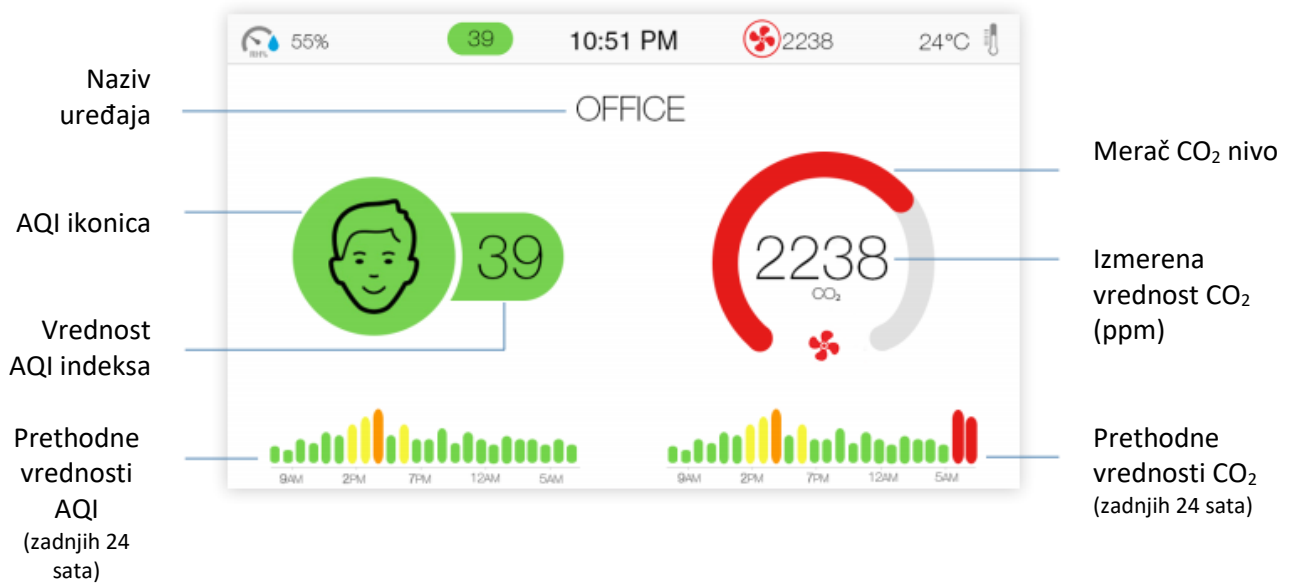 RH%
55%
39
10:51 PM
2238
24°C
Naziv
uređaja
OFFICE
Merač CO₂ nivo
AQI ikonica
39
2238
CO₂
Izmerena
vrednost CO₂
(ppm)
Vrednost
AQI indeksa
Prethodne
vrednosti
AQI
(zadnjih 24
sata)
9AM 2PM 7PM 12AM 5AM
9AM 2PM 7PM 12AM 5AM
Prethodne
vrednosti CO₂
(zadnjih 24 sata)